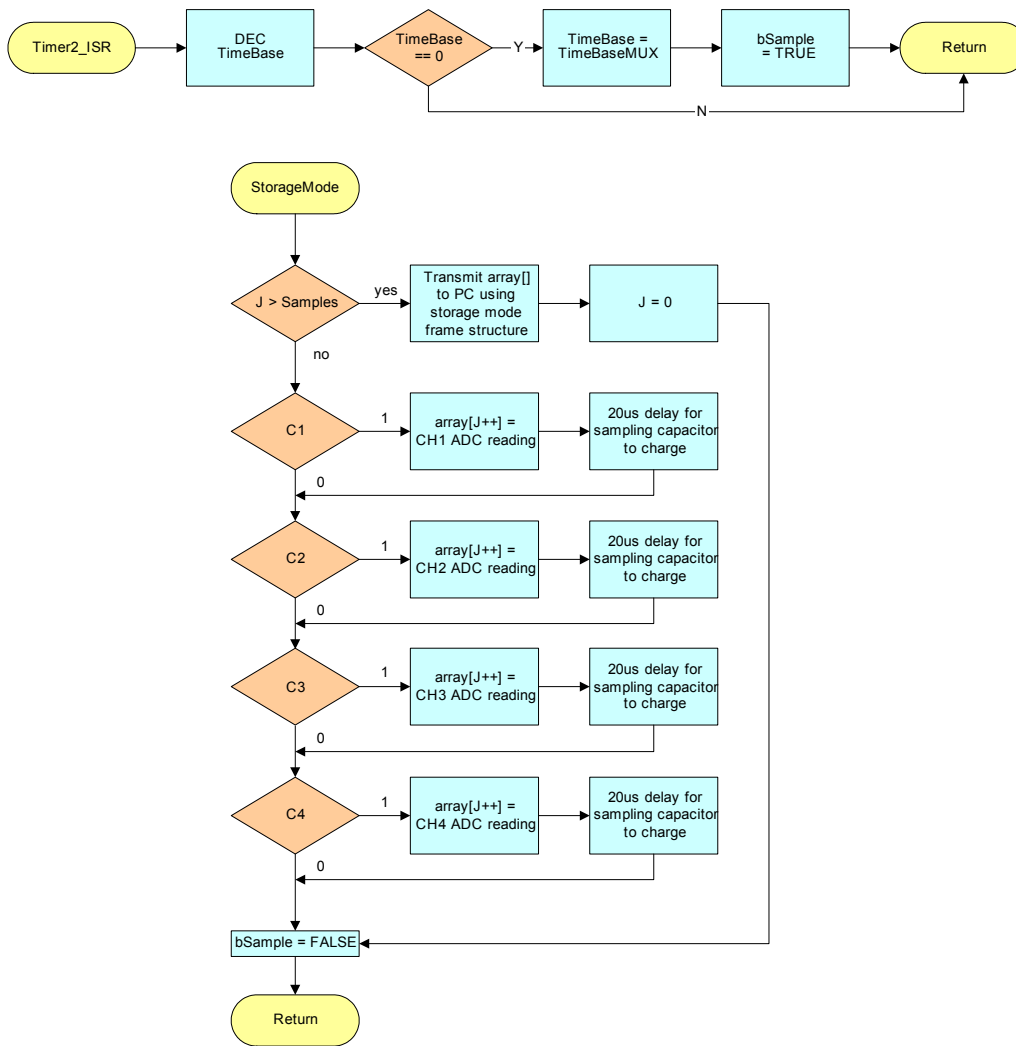 Timer2_ISR
DEC
TimeBase
TimeBase
== 0
Y
TimeBase =
TimeBaseMUX
bSample
= TRUE
Return
N
StorageMode
J > Samples
yes
Transmit array[]
to PC using
storage mode
frame structure
J = 0
no
C1
1
array[J++] =
CH1 ADC reading
20us delay for
sampling capacitor
to charge
0
C2
1
array[J++] =
CH2 ADC reading
20us delay for
sampling capacitor
to charge
0
C3
1
array[J++] =
CH3 ADC reading
20us delay for
sampling capacitor
to charge
0
C4
1
array[J++] =
CH4 ADC reading
20us delay for
sampling capacitor
to charge
0
bSample = FALSE
Return